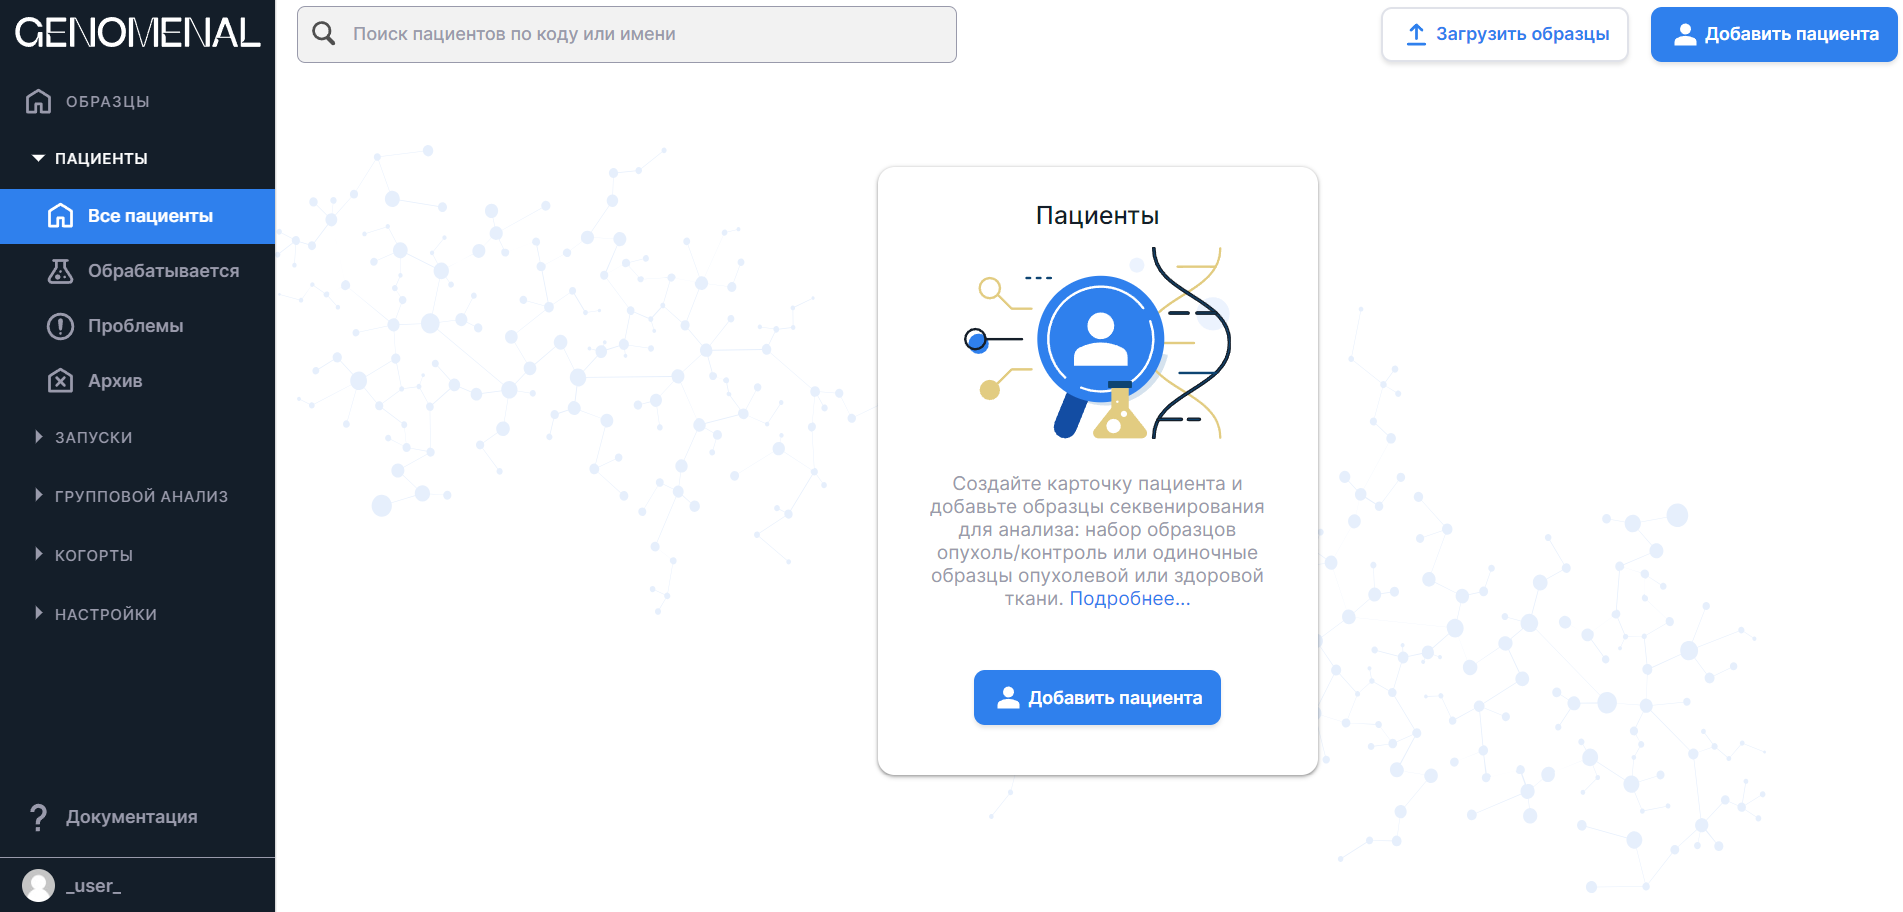 GENOMENAL
Поиск пациентов по коду или имени
Загрузить образцы
Добавить пациента
ОБРАЗЦЫ
ПАЦИЕНТЫ
Все пациенты
Обрабатывается
Проблемы
Архив
ЗАПУСКИ
ГРУППОВОЙ АНАЛИЗ
КОГОРТЫ
НАСТРОЙКИ
Документация
_user_
Пациенты
Создайте карточку пациента и
добавьте образцы секвенирования
для анализа: набор образцов
опухоль/контроль или одиночные
образцы опухолевой или здоровой
ткани. Подробнее...
Добавить пациента